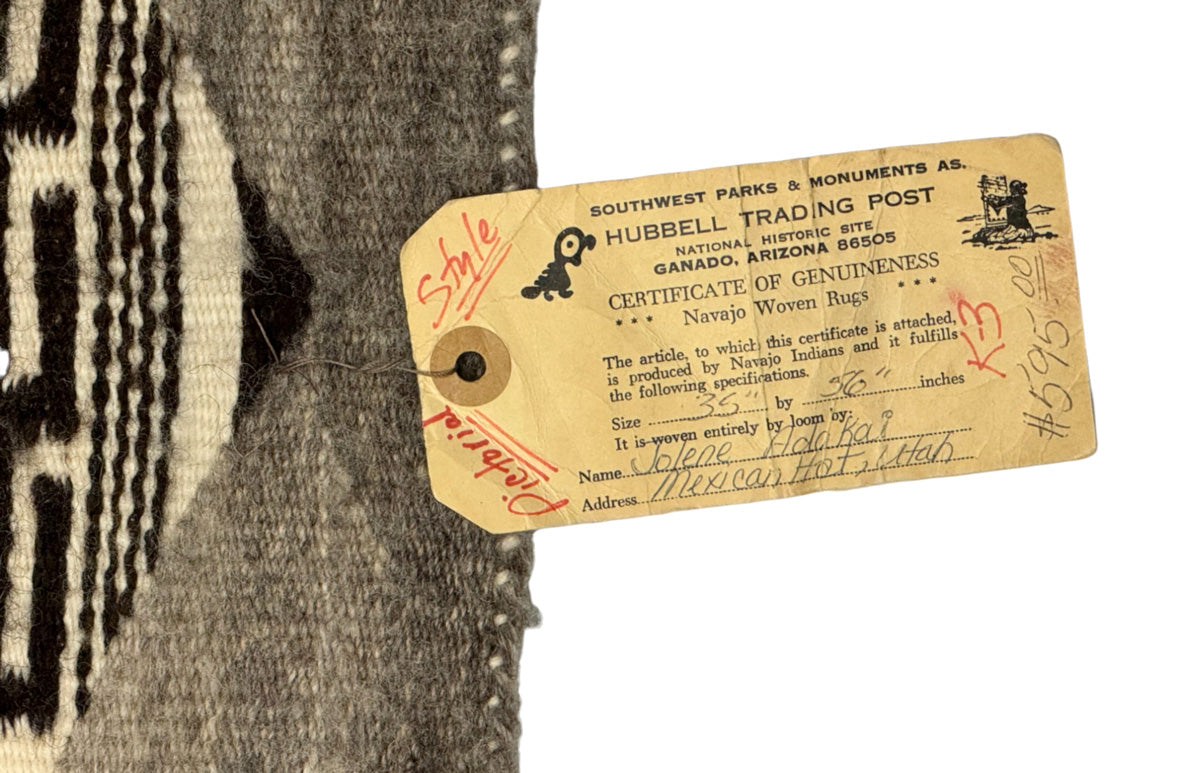 SOUTHWEST PARKS & MONUMENTS AS.
HUBBELL TRADING POST
NATIONAL HISTORIC SITE
GANADO, ARIZONA 86505
CERTIFICATE OF GENUINENESS
* * * Navajo Woven Rugs * * *
The article, to which this certificate is attached,
is produced by Navajo Indians and it fulfills
the following specifications.
Size 35" by 56" inches
It is woven entirely by loom by:
Name Jolene Adakai
Address Mexican Hat, Utah
Style
Pictorial
K-3
#595.00